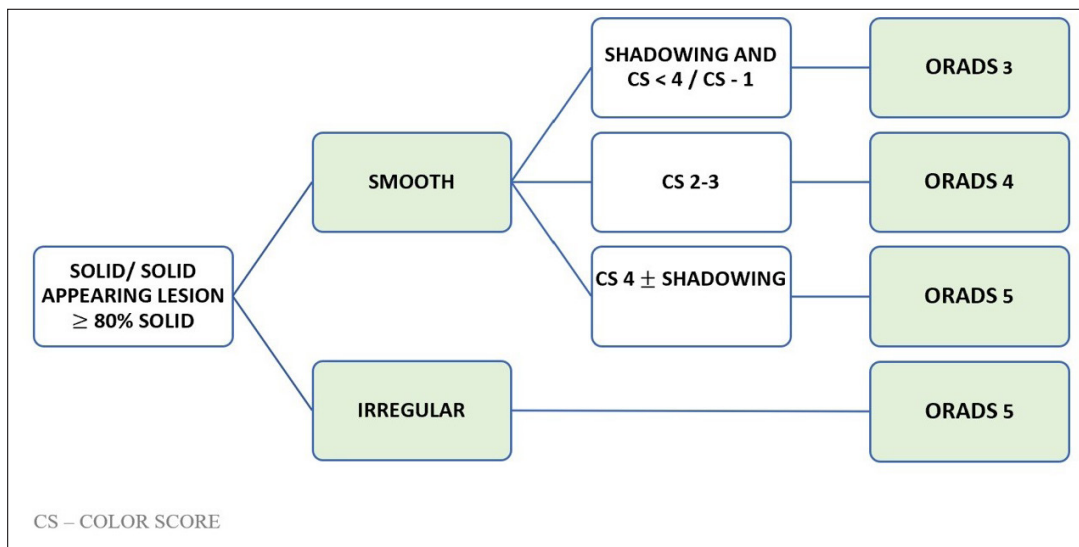 SHADOWING AND
CS < 4 / CS - 1
ORADS 3
SMOOTH
CS 2-3
ORADS 4
SOLID/ SOLID
APPEARING LESION
≥ 80% SOLID
CS 4 ± SHADOWING
ORADS 5
IRREGULAR
ORADS 5
CS – COLOR SCORE